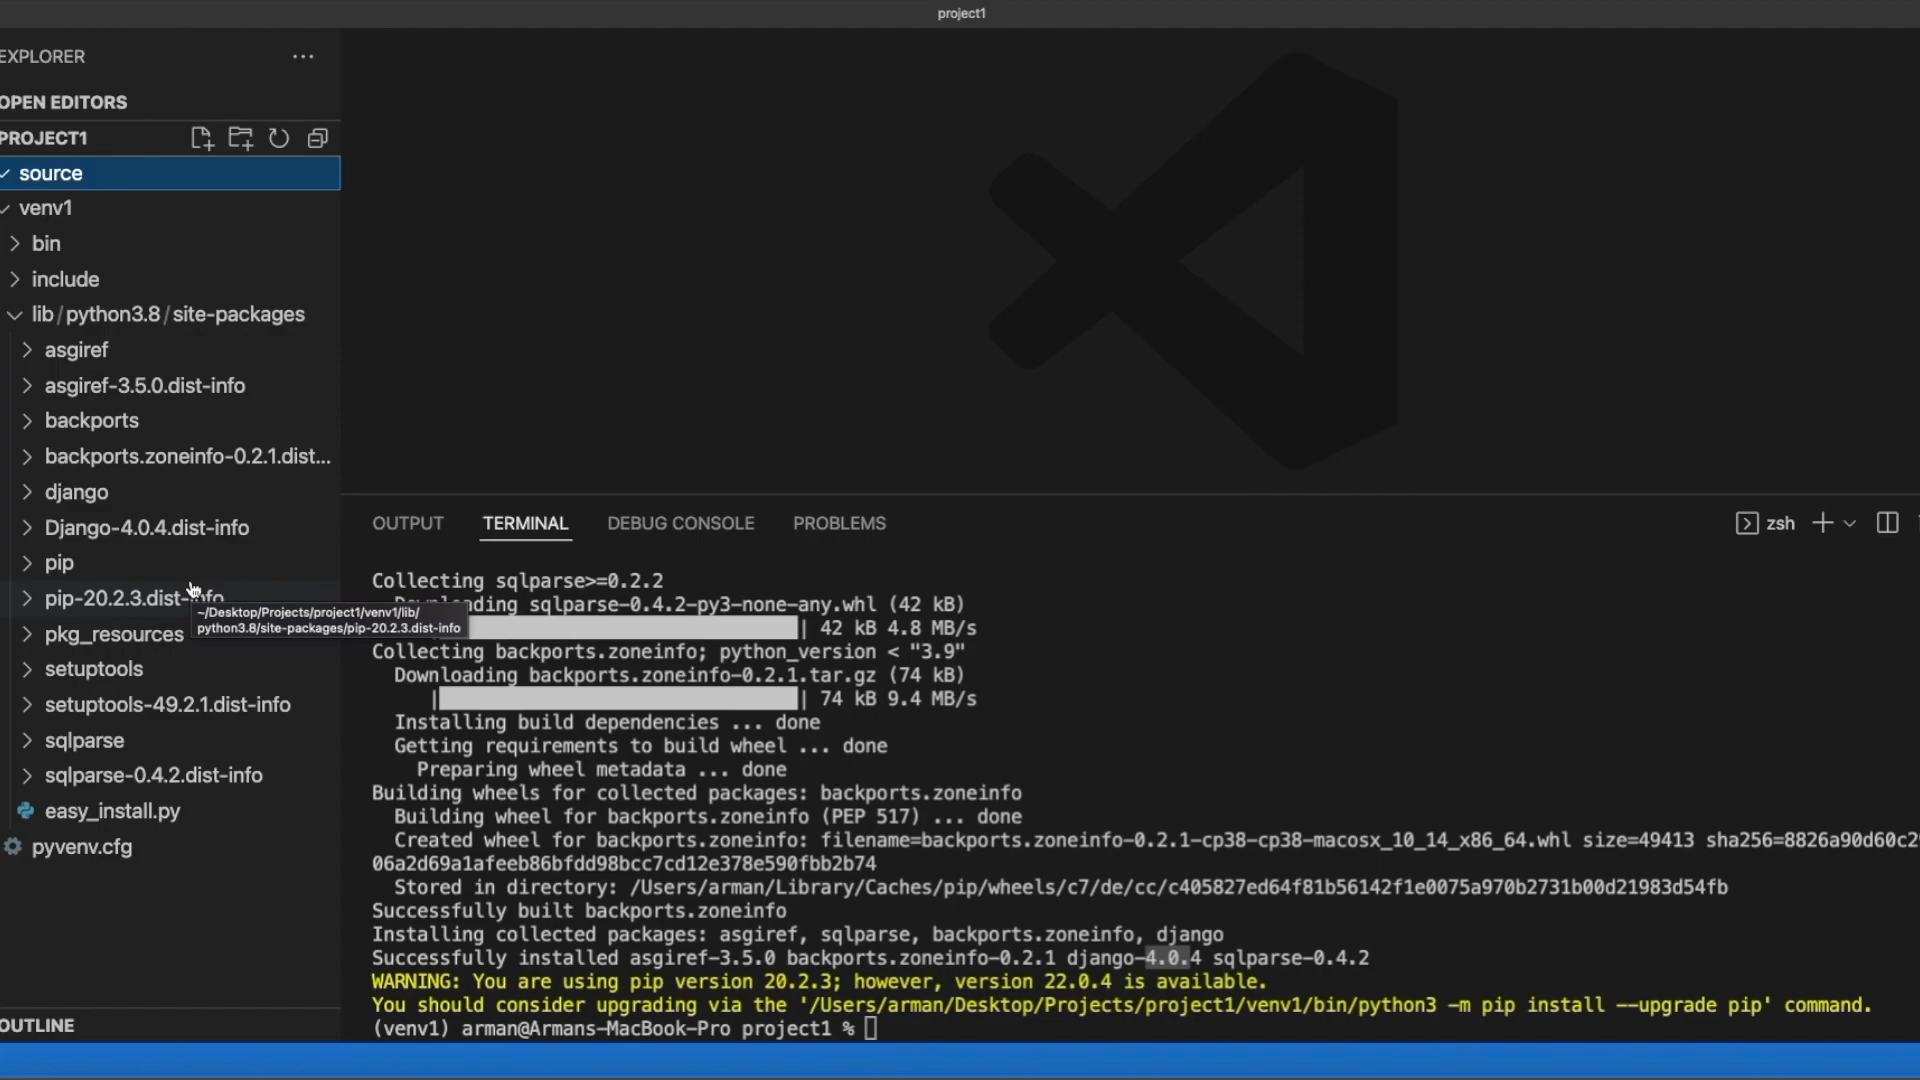 project1
EXPLORER
OPEN EDITORS
PROJECT1
source
venv1
bin
include
lib/python3.8/site-packages
asgiref
asgiref-3.5.0.dist-info
backports
backports.zoneinfo-0.2.1.dist...
django
Django-4.0.4.dist-info
pip
pip-20.2.3.dist-info
~/Desktop/Projects/project1/venv1/lib/
python3.8/site-packages/pip-20.2.3.dist-info
pkg_resources
setuptools
setuptools-49.2.1.dist-info
sqlparse
sqlparse-0.4.2.dist-info
easy_install.py
pyvenv.cfg
OUTLINE
OUTPUT TERMINAL DEBUG CONSOLE PROBLEMS zsh
Collecting sqlparse>=0.2.2
Downloading sqlparse-0.4.2-py3-none-any.whl (42 kB)
| 42 kB 4.8 MB/s
Collecting backports.zoneinfo; python_version < "3.9"
Downloading backports.zoneinfo-0.2.1.tar.gz (74 kB)
| | 74 kB 9.4 MB/s
Installing build dependencies ... done
Getting requirements to build wheel ... done
Preparing wheel metadata ... done
Building wheels for collected packages: backports.zoneinfo
Building wheel for backports.zoneinfo (PEP 517) ... done
Created wheel for backports.zoneinfo: filename=backports.zoneinfo-0.2.1-cp38-cp38-macosx_10_14_x86_64.whl size=49413 sha256=8826a90d60c2
06a2d69a1afeeb86bfdd98bcc7cd12e378e590fbb2b74
Stored in directory: /Users/arman/Library/Caches/pip/wheels/c7/de/cc/c405827ed64f81b56142f1e0075a970b2731b00d21983d54fb
Successfully built backports.zoneinfo
Installing collected packages: asgiref, sqlparse, backports.zoneinfo, django
Successfully installed asgiref-3.5.0 backports.zoneinfo-0.2.1 django-4.0.4 sqlparse-0.4.2
WARNING: You are using pip version 20.2.3; however, version 22.0.4 is available.
You should consider upgrading via the '/Users/arman/Desktop/Projects/project1/venv1/bin/python3 -m pip install --upgrade pip' command.
(venv1) arman@Armans-MacBook-Pro project1 %